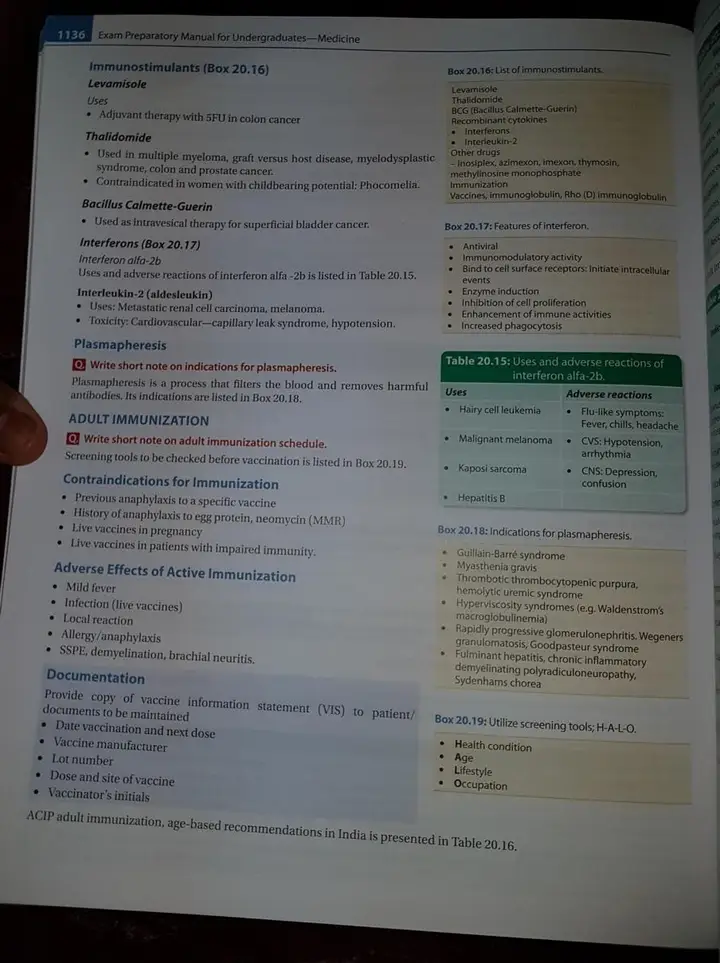 1136 Exam Preparatory Manual for Undergraduates—Medicine
Immunostimulants (Box 20.16)
Levamisole
Uses
• Adjuvant therapy with 5FU in colon cancer
Thalidomide
• Used in multiple myeloma, graft versus host disease, myelodysplastic
syndrome, colon and prostate cancer.
• Contraindicated in women with childbearing potential: Phocomelia.
Bacillus Calmette-Guerin
• Used as intravesical therapy for superficial bladder cancer.
Interferons (Box 20.17)
Interferon alfa-2b
Uses and adverse reactions of interferon alfa -2b is listed in Table 20.15.
Interleukin-2 (aldesleukin)
• Uses: Metastatic renal cell carcinoma, melanoma.
• Toxicity: Cardiovascular—capillary leak syndrome, hypotension.
Plasmapheresis
Q Write short note on indications for plasmapheresis.
Plasmapheresis is a process that filters the blood and removes harmful
antibodies. Its indications are listed in Box 20.18.
ADULT IMMUNIZATION
Q Write short note on adult immunization schedule.
Screening tools to be checked before vaccination is listed in Box 20.19.
Contraindications for Immunization
• Previous anaphylaxis to a specific vaccine
• History of anaphylaxis to egg protein, neomycin (MMR)
• Live vaccines in pregnancy
• Live vaccines in patients with impaired immunity.
Adverse Effects of Active Immunization
• Mild fever
• Infection (live vaccines)
• Local reaction
• Allergy/anaphylaxis
• SSPE, demyelination, brachial neuritis.
Documentation
Provide copy of vaccine information statement (VIS) to patient/
documents to be maintained
• Date vaccination and next dose
• Vaccine manufacturer
• Lot number
• Dose and site of vaccine
• Vaccinator's initials
ACIP adult immunization, age-based recommendations in India is presented in Table 20.16.
Box 20.16: List of immunostimulants.
Levamisole
Thalidomide
BCG (Bacillus Calmette-Guerin)
Recombinant cytokines
• Interferons
• Interleukin-2
Other drugs
– inosiplex, azimexon, imexon, thymosin,
methylinosine monophosphate
Immunization
Vaccines, immunoglobulin, Rho (D) immunoglobulin
Box 20.17: Features of interferon.
• Antiviral
• Immunomodulatory activity
• Bind to cell surface receptors: Initiate intracellular
events
• Enzyme induction
• Inhibition of cell proliferation
• Enhancement of immune activities
• Increased phagocytosis
Table 20.15: Uses and adverse reactions of
interferon alfa-2b.
Uses Adverse reactions
• Hairy cell leukemia • Flu-like symptoms:
Fever, chills, headache
• Malignant melanoma • CVS: Hypotension,
arrhythmia
• Kaposi sarcoma • CNS: Depression,
confusion
• Hepatitis B
Box 20.18: Indications for plasmapheresis.
• Guillain-Barré syndrome
• Myasthenia gravis
• Thrombotic thrombocytopenic purpura,
hemolytic uremic syndrome
• Hyperviscosity syndromes (e.g. Waldenstrom's
macroglobulinemia)
• Rapidly progressive glomerulonephritis. Wegeners
granulomatosis, Goodpasteur syndrome
• Fulminant hepatitis, chronic inflammatory
demyelinating polyradiculoneuropathy,
Sydenhams chorea
Box 20.19: Utilize screening tools; H-A-L-O.
• Health condition
• Age
• Lifestyle
• Occupation